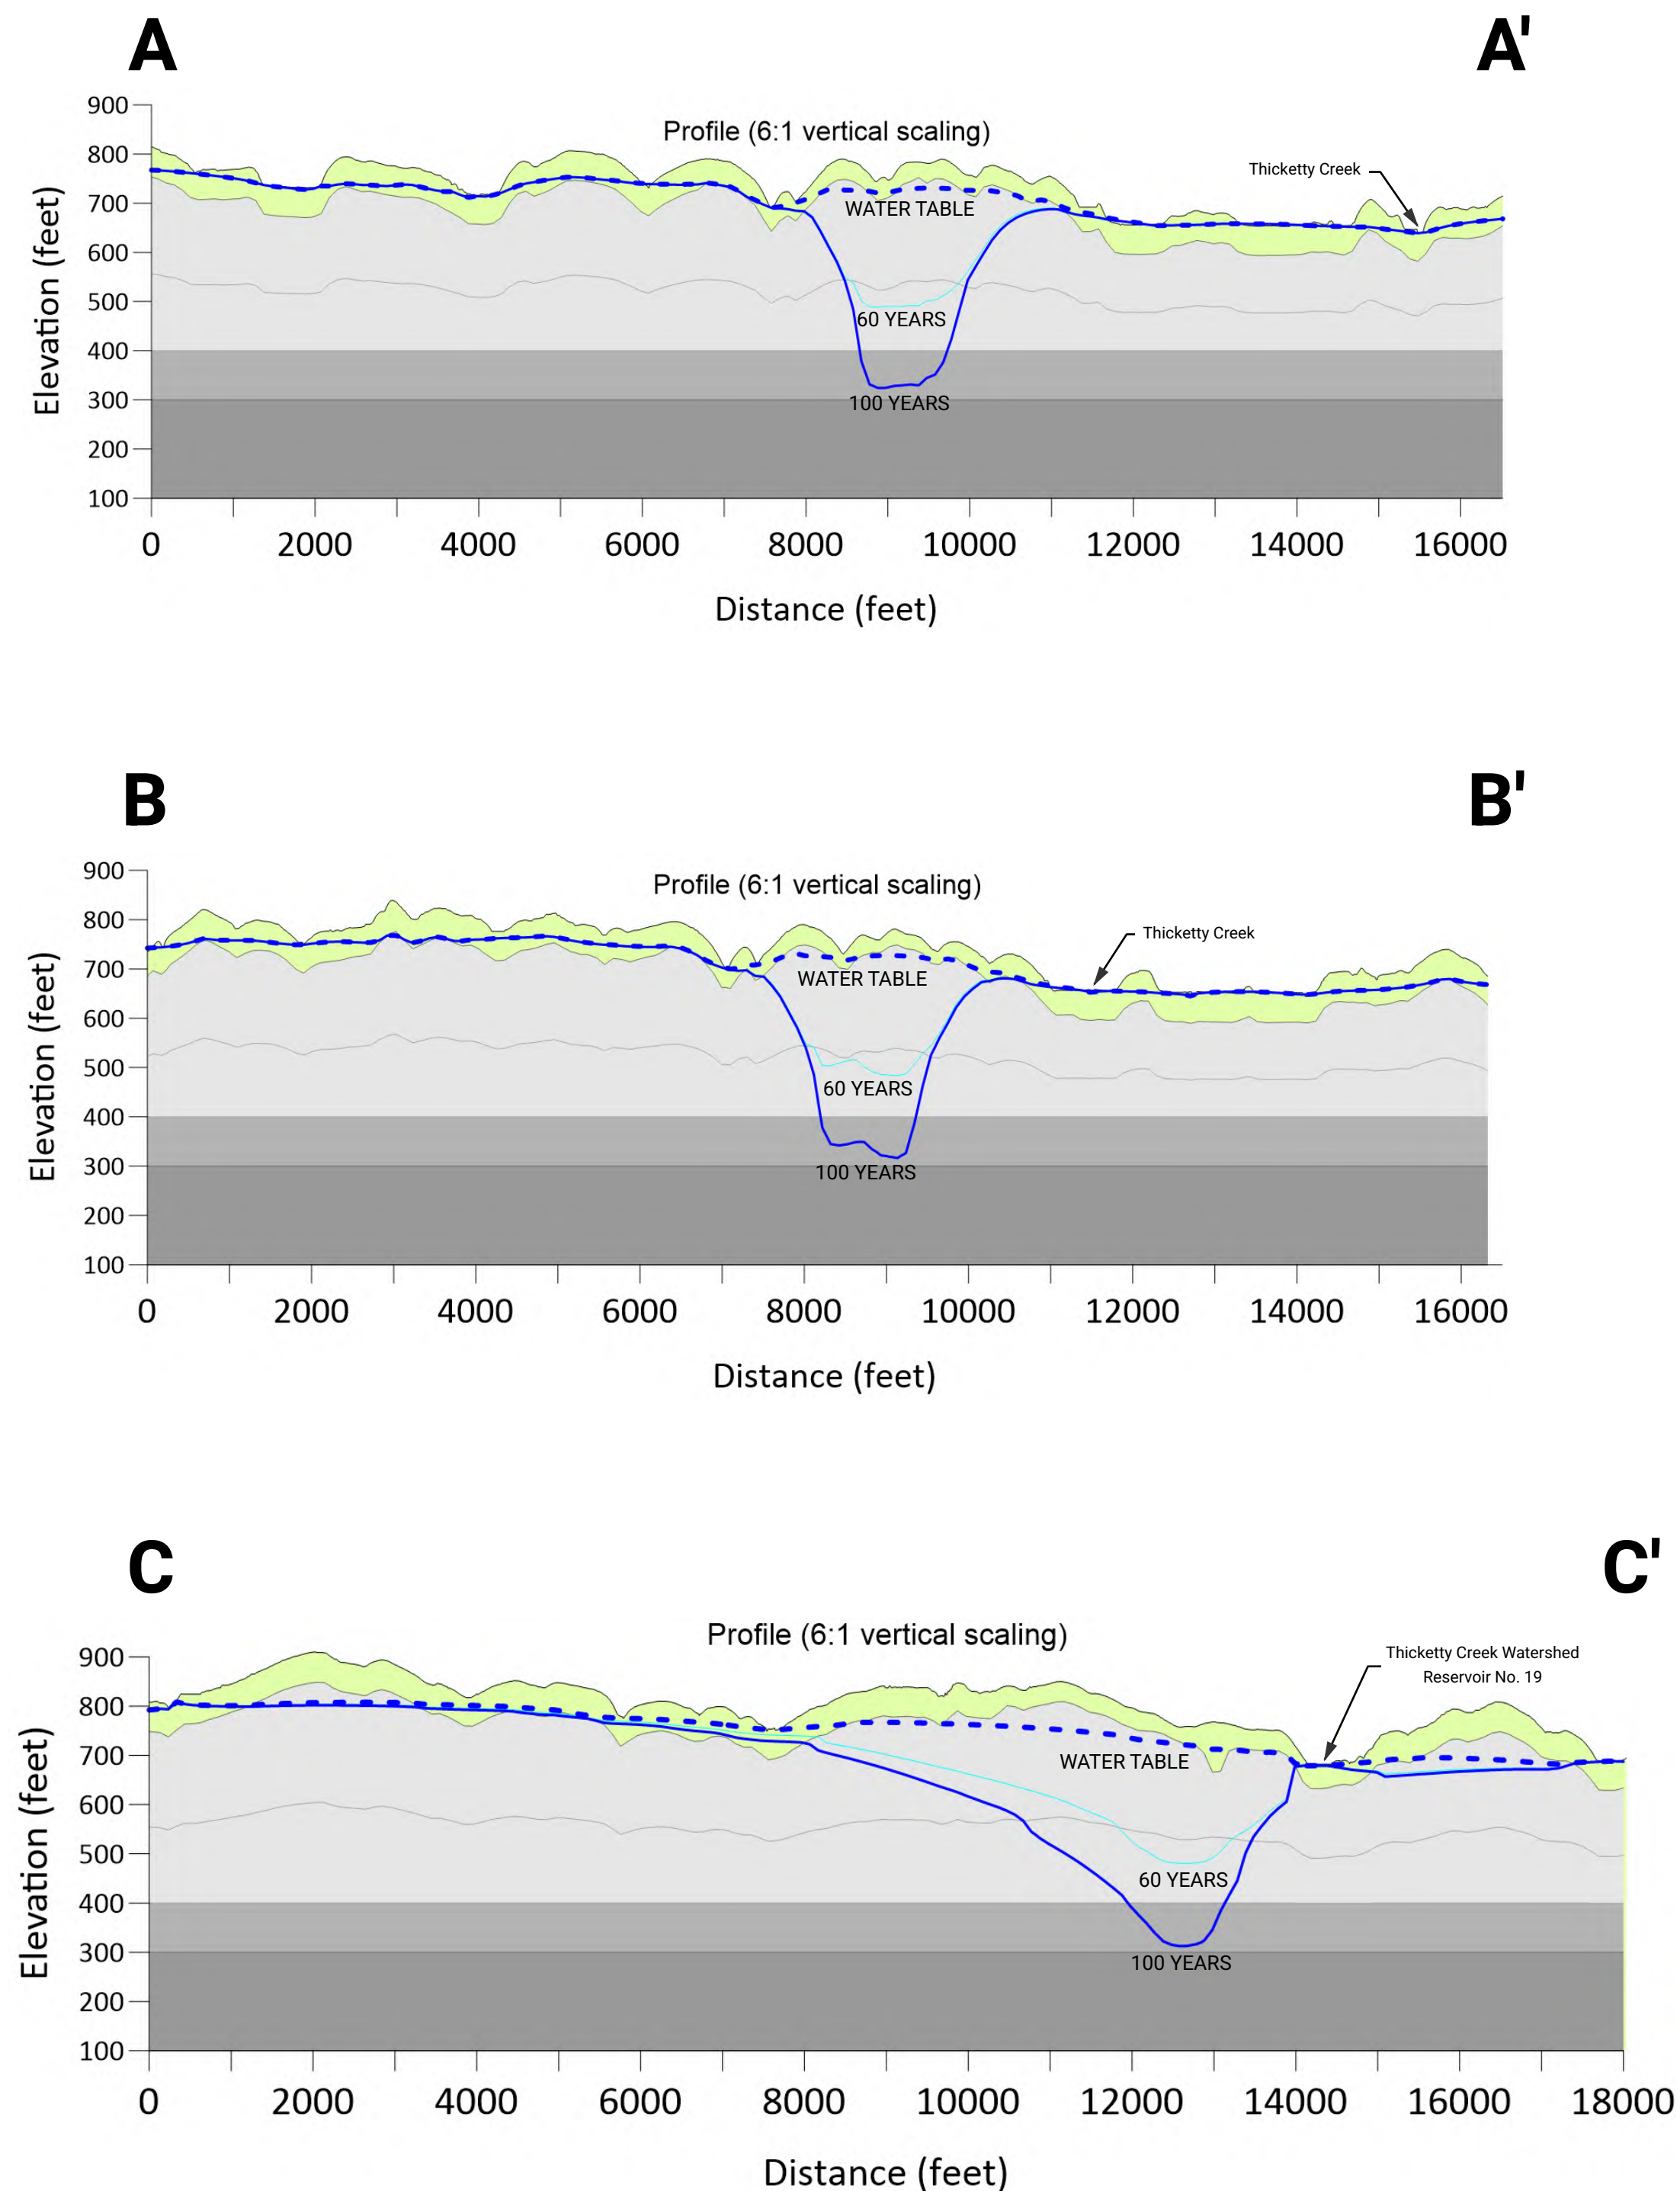 A A'
Profile (6:1 vertical scaling)
Thicketty Creek
WATER TABLE
60 YEARS
100 YEARS
Elevation (feet)
900
800
700
600
500
400
300
200
100
0 2000 4000 6000 8000 10000 12000 14000 16000
Distance (feet)
B B'
Profile (6:1 vertical scaling)
Thicketty Creek
WATER TABLE
60 YEARS
100 YEARS
Elevation (feet)
900
800
700
600
500
400
300
200
100
0 2000 4000 6000 8000 10000 12000 14000 16000
Distance (feet)
C C'
Profile (6:1 vertical scaling)
Thicketty Creek Watershed
Reservoir No. 19
WATER TABLE
60 YEARS
100 YEARS
Elevation (feet)
900
800
700
600
500
400
300
200
100
0 2000 4000 6000 8000 10000 12000 14000 16000 18000
Distance (feet)